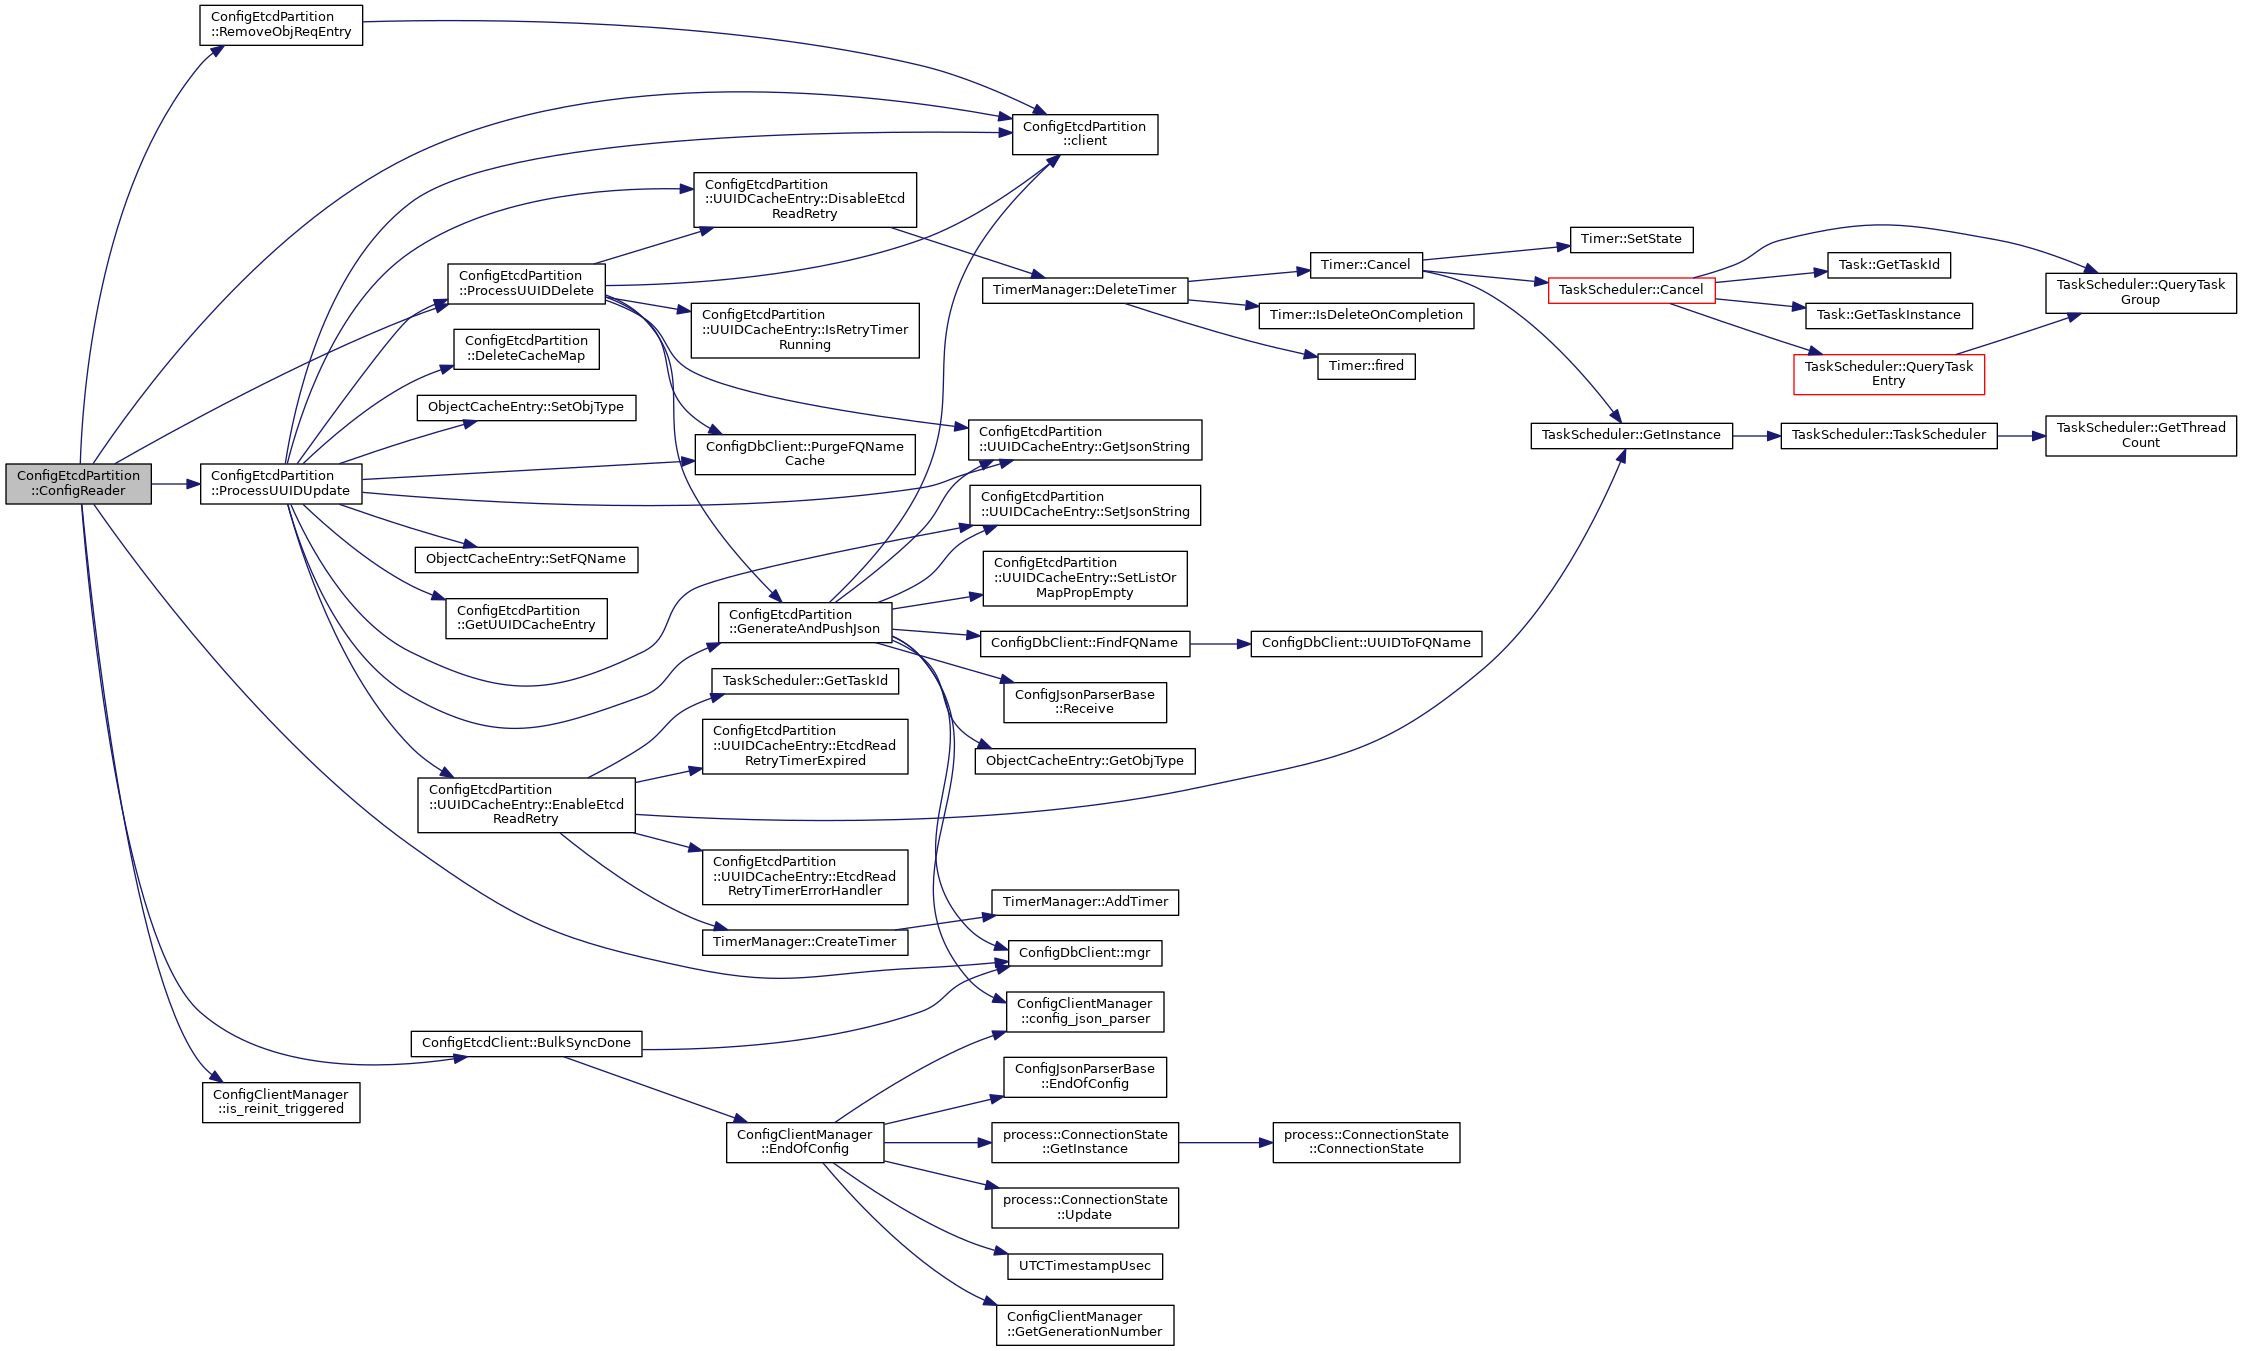 ConfigEtcdPartition
::ConfigReader
ConfigEtcdPartition
::RemoveObjReqEntry
ConfigEtcdPartition
::client
ConfigEtcdPartition
::ProcessUUIDUpdate
ConfigEtcdPartition
::ProcessUUIDDelete
ConfigEtcdPartition
::DeleteCacheMap
ObjectCacheEntry::SetObjType
ObjectCacheEntry::SetFQName
ConfigEtcdPartition
::GetUUIDCacheEntry
ConfigEtcdPartition
::UUIDCacheEntry::EnableEtcd
ReadRetry
ConfigEtcdClient::BulkSyncDone
ConfigClientManager
::is_reinit_triggered
ConfigEtcdPartition
::UUIDCacheEntry::DisableEtcd
ReadRetry
ConfigEtcdPartition
::UUIDCacheEntry::IsRetryTimer
Running
ConfigDbClient::PurgeFQName
Cache
ConfigEtcdPartition
::GenerateAndPushJson
TaskScheduler::GetTaskId
ConfigEtcdPartition
::UUIDCacheEntry::EtcdRead
RetryTimerExpired
ConfigEtcdPartition
::UUIDCacheEntry::EtcdRead
RetryTimerErrorHandler
TimerManager::CreateTimer
ConfigClientManager
::EndOfConfig
TimerManager::DeleteTimer
ConfigEtcdPartition
::UUIDCacheEntry::GetJsonString
ConfigEtcdPartition
::UUIDCacheEntry::SetJsonString
ConfigEtcdPartition
::UUIDCacheEntry::SetListOr
MapPropEmpty
ConfigDbClient::FindFQName
ConfigJsonParserBase
::Receive
ObjectCacheEntry::GetObjType
TimerManager::AddTimer
ConfigDbClient::mgr
ConfigClientManager
::config_json_parser
ConfigJsonParserBase
::EndOfConfig
process::ConnectionState
::GetInstance
process::ConnectionState
::Update
UTCTimestampUsec
ConfigClientManager
::GetGenerationNumber
Timer::Cancel
Timer::IsDeleteOnCompletion
Timer::fired
ConfigDbClient::UUIDToFQName
process::ConnectionState
::ConnectionState
Timer::SetState
TaskScheduler::Cancel
TaskScheduler::GetInstance
Task::GetTaskId
Task::GetTaskInstance
TaskScheduler::QueryTask
Entry
TaskScheduler::TaskScheduler
TaskScheduler::QueryTask
Group
TaskScheduler::GetThread
Count